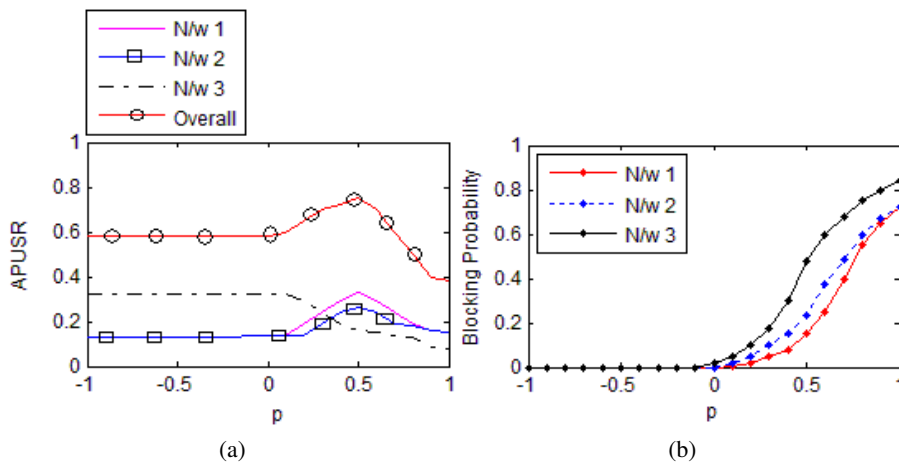 N/w 1
N/w 2
N/w 3
Overall
1
0.8
0.6
0.4
0.2
0
APUSR
-1 -0.5 0 0.5 1
p
(a)
N/w 1
N/w 2
N/w 3
1
0.8
0.6
0.4
0.2
0
Blocking Probability
-1 -0.5 0 0.5 1
p
(b)